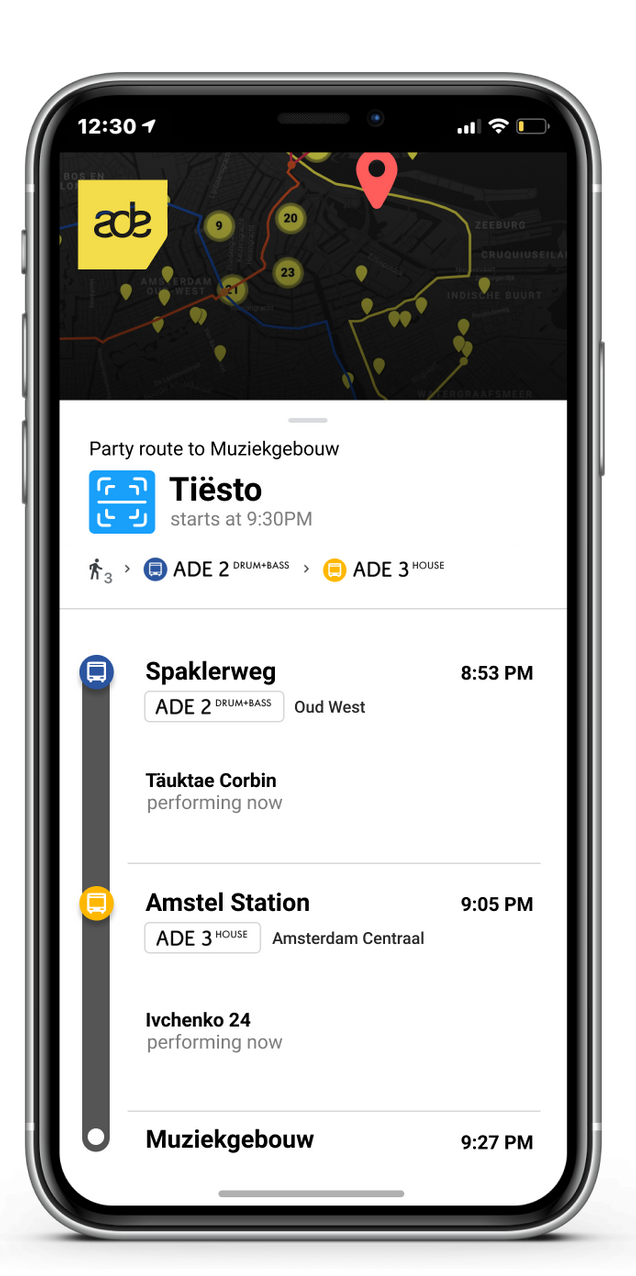 12:30
BOS EN
ade
9
20
23
21
ZEEBURG
INDISCHE BUURT
AMSTERDAM
OUD-WEST
WATERGRAAFSMEER
Party route to Muziekgebouw
Tiësto
starts at 9:30PM
3 > ADE 2 DRUM+BASS > ADE 3 HOUSE
Spaklerweg 8:53 PM
ADE 2 DRUM+BASS Oud West
Täuktae Corbin
performing now
Amstel Station 9:05 PM
ADE 3 HOUSE Amsterdam Centraal
Ivchenko 24
performing now
Muziekgebouw 9:27 PM